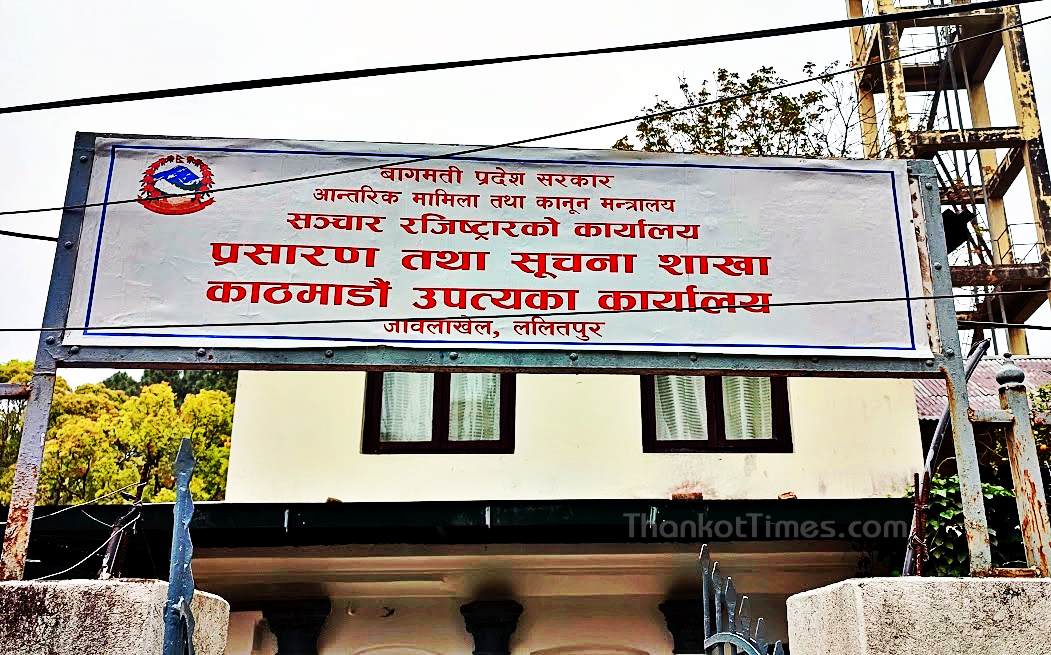 बागमती प्रदेश सरकार
आन्तरिक मामिला तथा कानून मन्त्रालय
सञ्चार रजिष्ट्रारको कार्यालय
प्रसारण तथा सूचना शाखा
काठमाडौं उपत्यका कार्यालय
जावलाखेल, ललितपुर
ThankotTimes.com